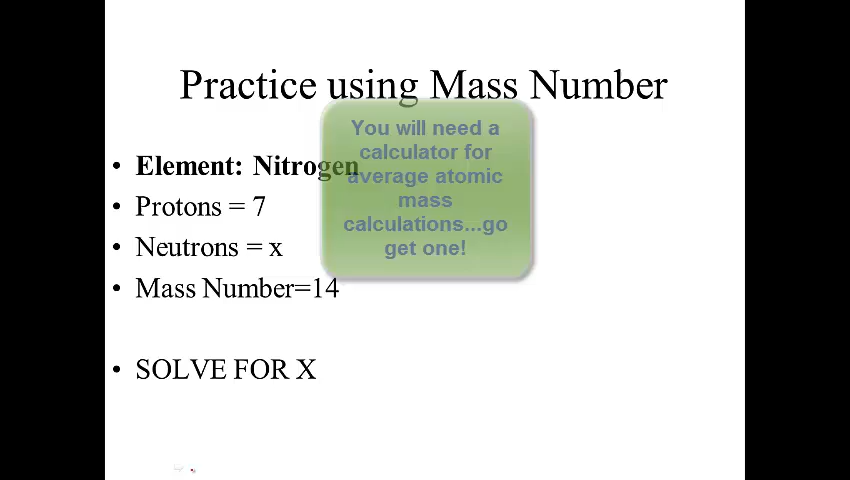 Practice using Mass Number
You will need a
calculator for
average atomic
mass
calculations...go
get one!
• Element: Nitrogen
• Protons = 7
• Neutrons = x
• Mass Number=14
• SOLVE FOR X